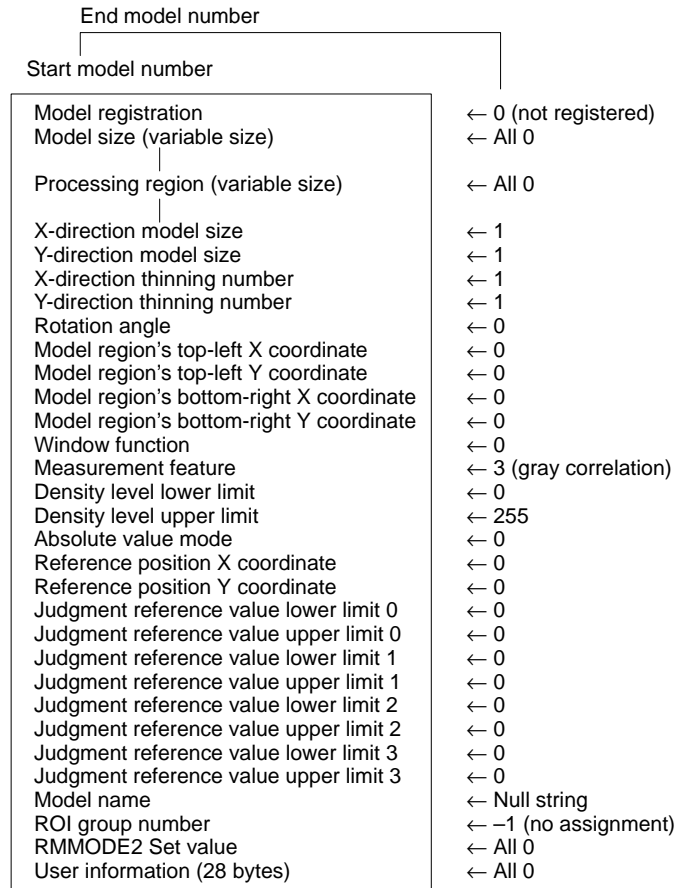 End model number
Start model number
Model registration ← 0 (not registered)
Model size (variable size) ← All 0
Processing region (variable size) ← All 0
X-direction model size ← 1
Y-direction model size ← 1
X-direction thinning number ← 1
Y-direction thinning number ← 1
Rotation angle ← 0
Model region's top-left X coordinate ← 0
Model region's top-left Y coordinate ← 0
Model region's bottom-right X coordinate ← 0
Model region's bottom-right Y coordinate ← 0
Window function ← 0
Measurement feature ← 3 (gray correlation)
Density level lower limit ← 0
Density level upper limit ← 255
Absolute value mode ← 0
Reference position X coordinate ← 0
Reference position Y coordinate ← 0
Judgment reference value lower limit 0 ← 0
Judgment reference value upper limit 0 ← 0
Judgment reference value lower limit 1 ← 0
Judgment reference value upper limit 1 ← 0
Judgment reference value lower limit 2 ← 0
Judgment reference value upper limit 2 ← 0
Judgment reference value lower limit 3 ← 0
Judgment reference value upper limit 3 ← 0
Model name ← Null string
ROI group number ← –1 (no assignment)
RMMODE2 Set value ← All 0
User information (28 bytes) ← All 0